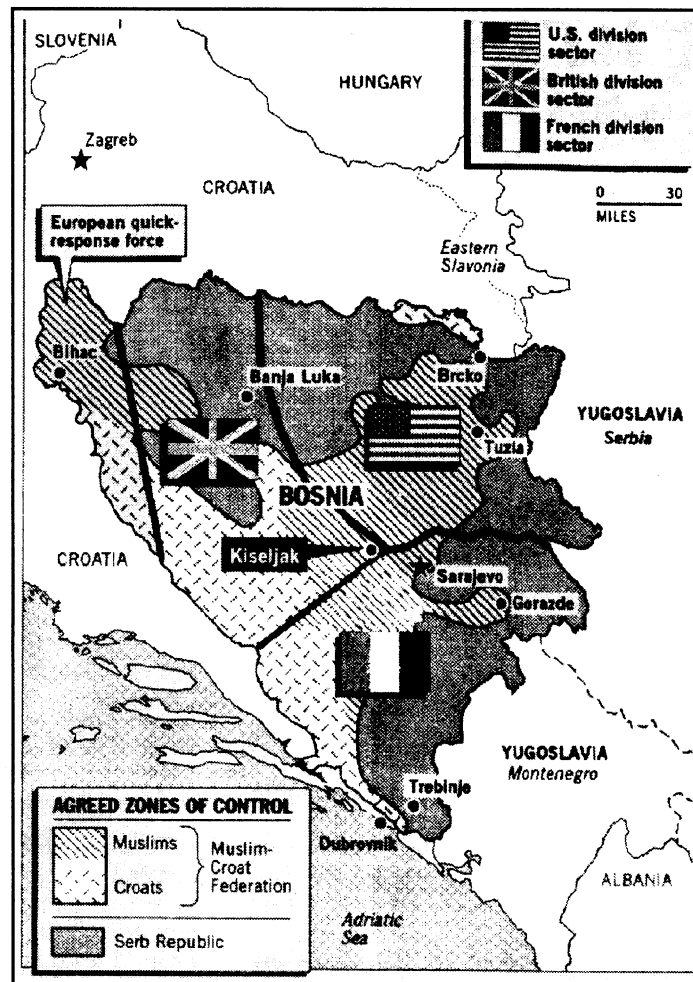 SLOVENIA
U.S. division
sector
British division
sector
French division
sector
HUNGARY
Zagreb
0 30
MILES
CROATIA
European quick-
response force
Eastern
Slavonia
Bihac
Banja Luka
Brcko
YUGOSLAVIA
Serbia
Tuzla
BOSNIA
Kiseljak
CROATIA
Sarajevo
Gorazde
YUGOSLAVIA
Montenegro
AGREED ZONES OF CONTROL
Muslims
Croats
Muslim-
Croat
Federation
Serb Republic
Trebinje
Dubrovnik
ALBANIA
Adriatic
Sea